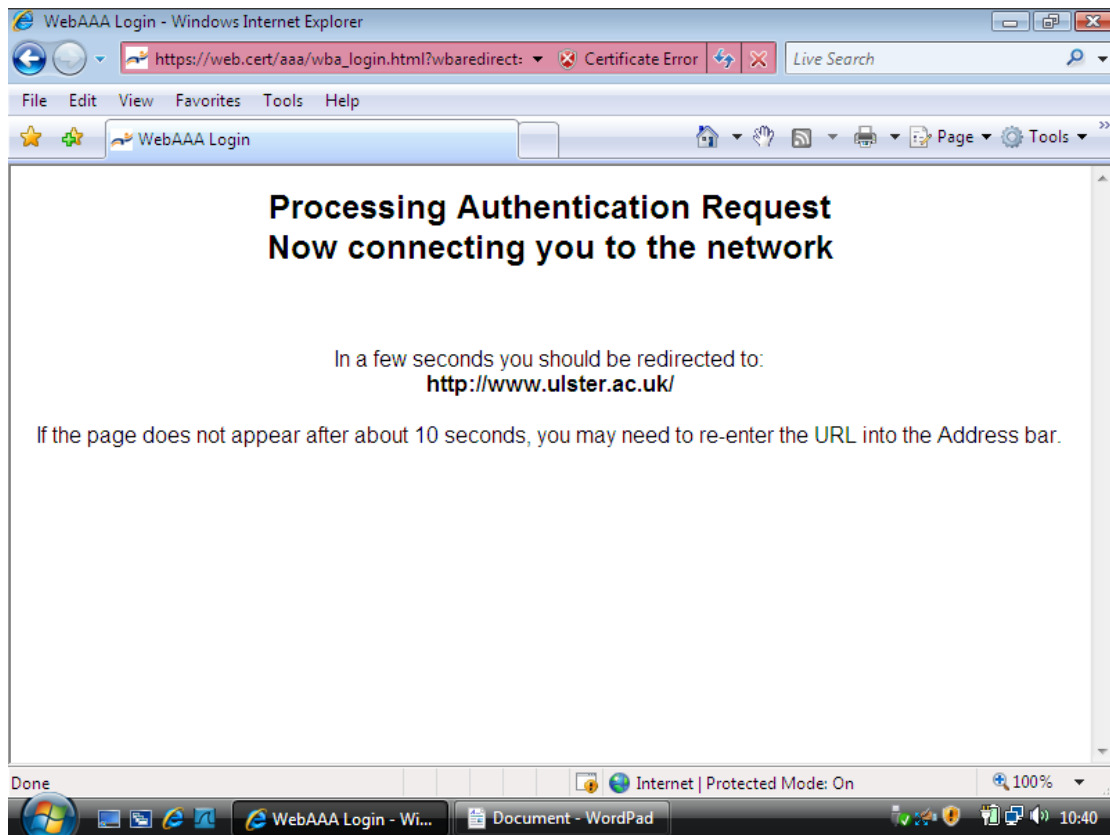 WebAAA Login - Windows Internet Explorer
https://web.cert/aaa/wba_login.html?wbaredirect= Certificate Error Live Search
File Edit View Favorites Tools Help
WebAAA Login Page Tools
Processing Authentication Request
Now connecting you to the network
In a few seconds you should be redirected to:
http://www.ulster.ac.uk/
If the page does not appear after about 10 seconds, you may need to re-enter the URL into the Address bar.
Done Internet | Protected Mode: On 100%
WebAAA Login - Wi... Document - WordPad 10:40